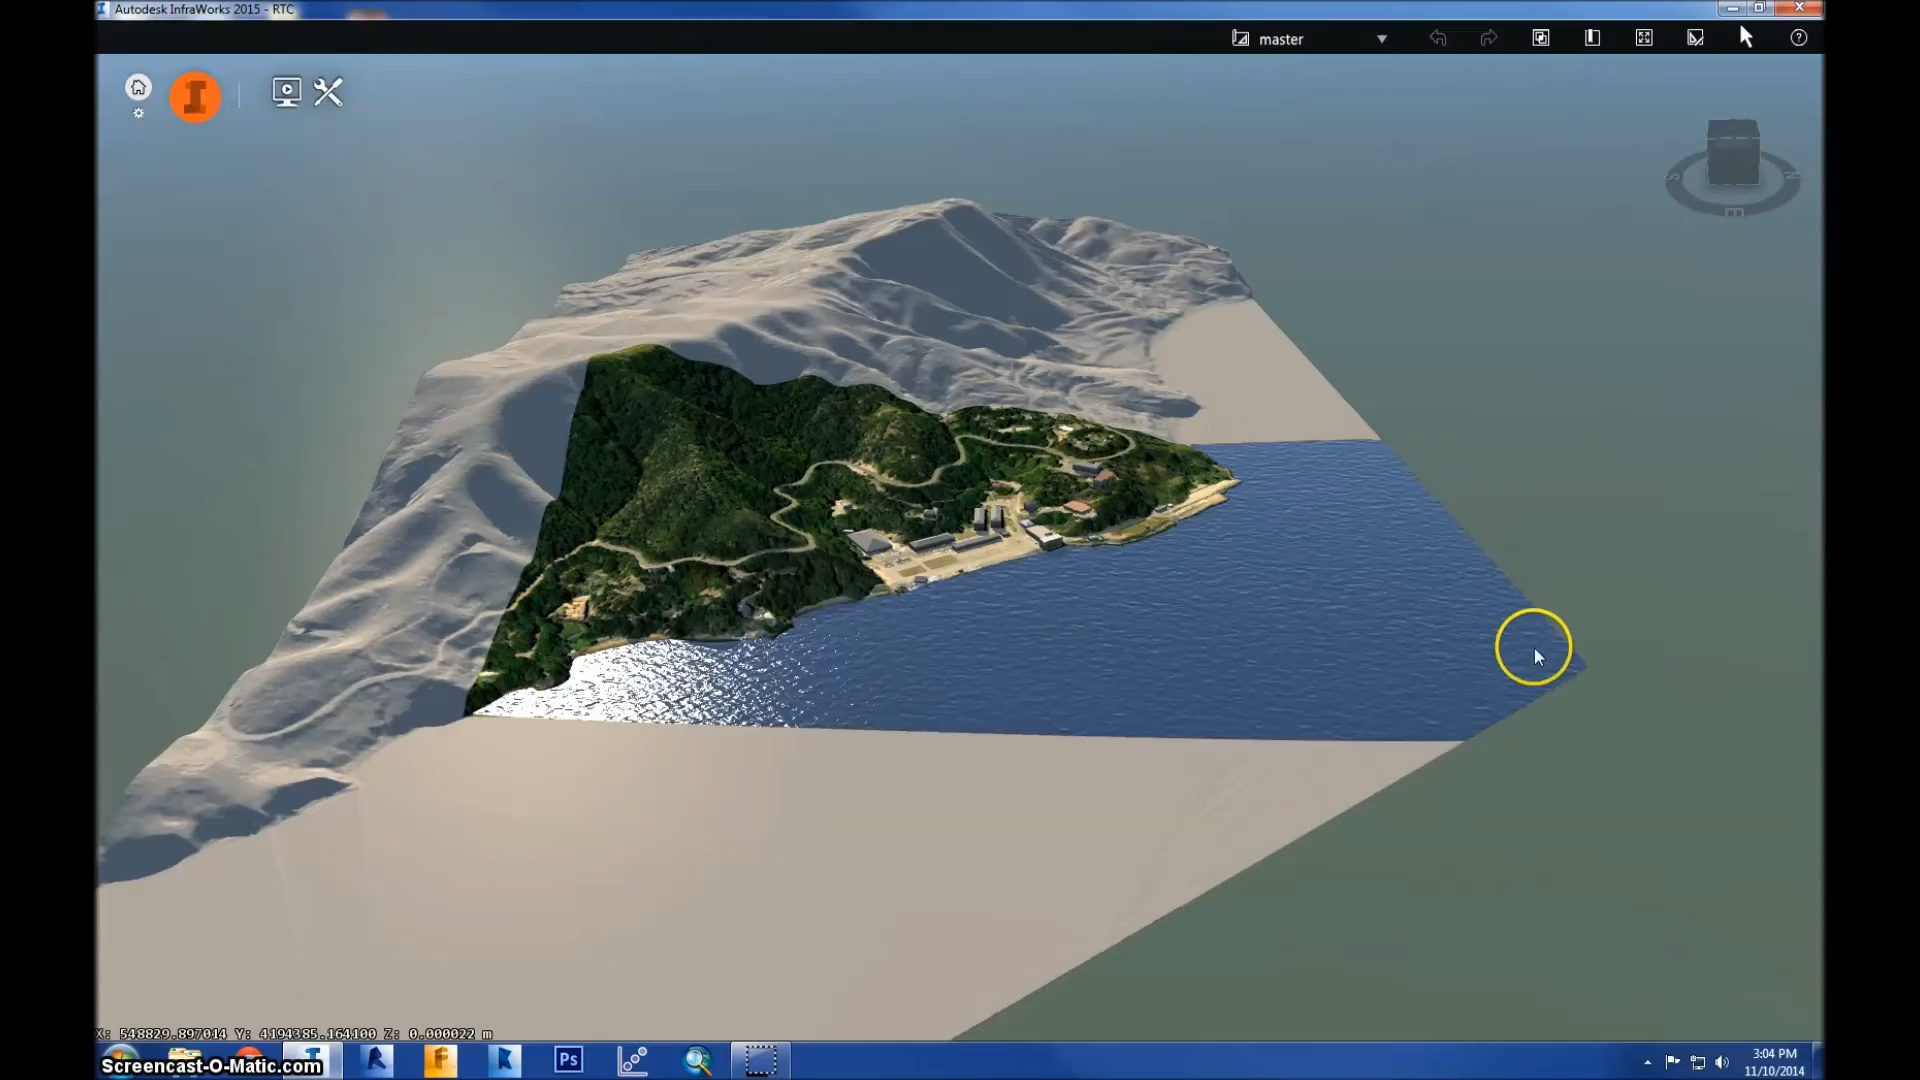 Autodesk InfraWorks 2015 - RTC
master
X: 548829.897014 Y: 4194385.164100 Z: 0.000022 m
Ps
Screencast-O-Matic.com
3:04 PM
11/10/2014